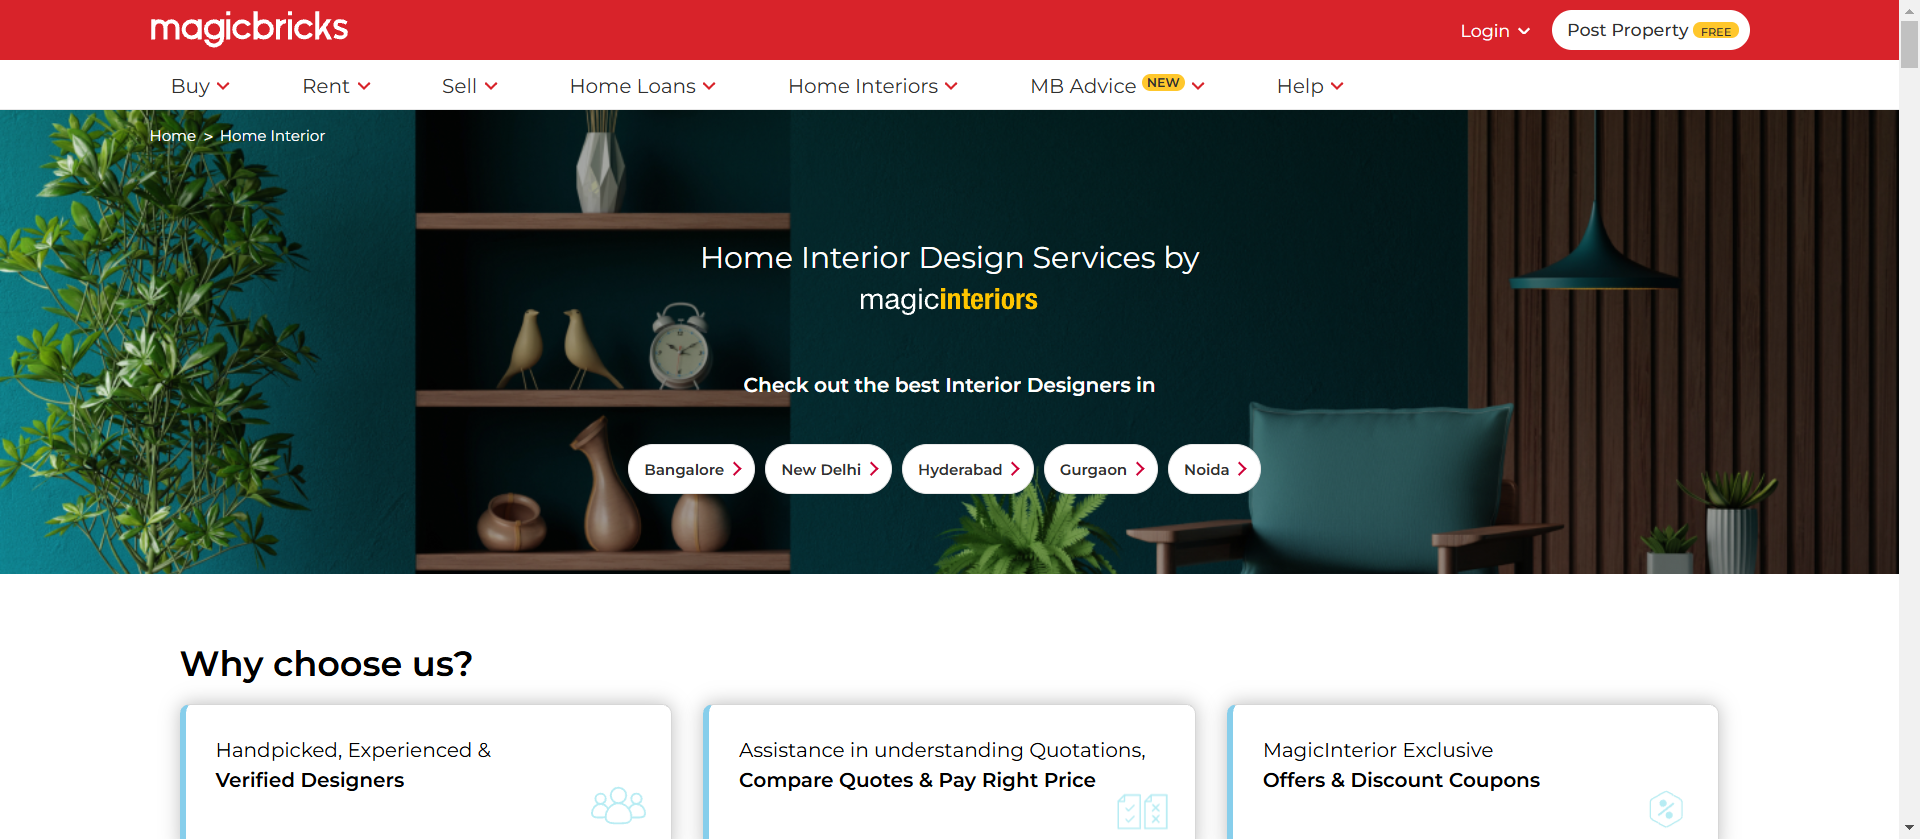 magicbricks
Login
Post Property FREE
Buy
Rent
Sell
Home Loans
Home Interiors
MB Advice NEW
Help
Home > Home Interior
Home Interior Design Services by
magicinteriors
Check out the best Interior Designers in
Bangalore
New Delhi
Hyderabad
Gurgaon
Noida
Why choose us?
Handpicked, Experienced &
Verified Designers
Assistance in understanding Quotations,
Compare Quotes & Pay Right Price
MagicInterior Exclusive
Offers & Discount Coupons